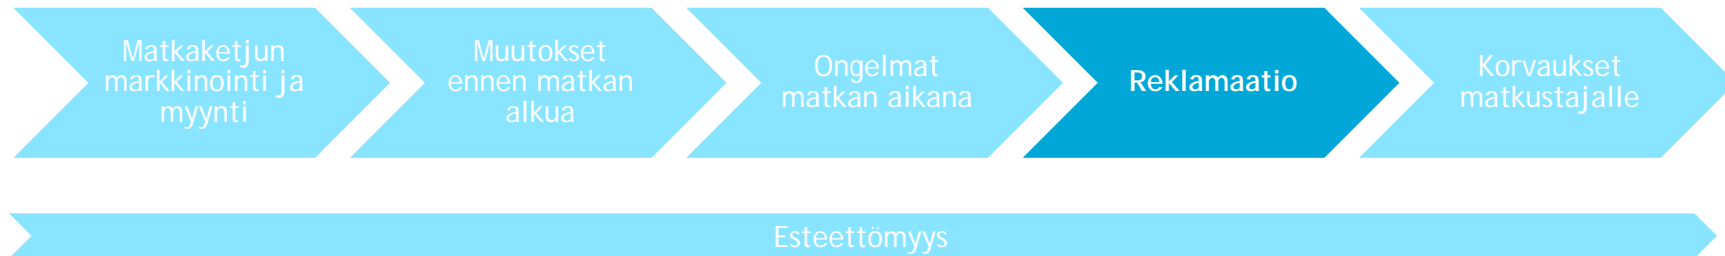 Matkaketjun
markkinointi ja
myynti
Muutokset
ennen matkan
alkua
Ongelmat
matkan aikana
Reklamaatio
Korvaukset
matkustajalle
Esteettömyys